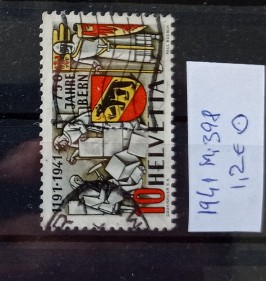 750
JAHRE
BERN
1191-1941
HELVETIA
10
1941 Mi 398
1,2€ O